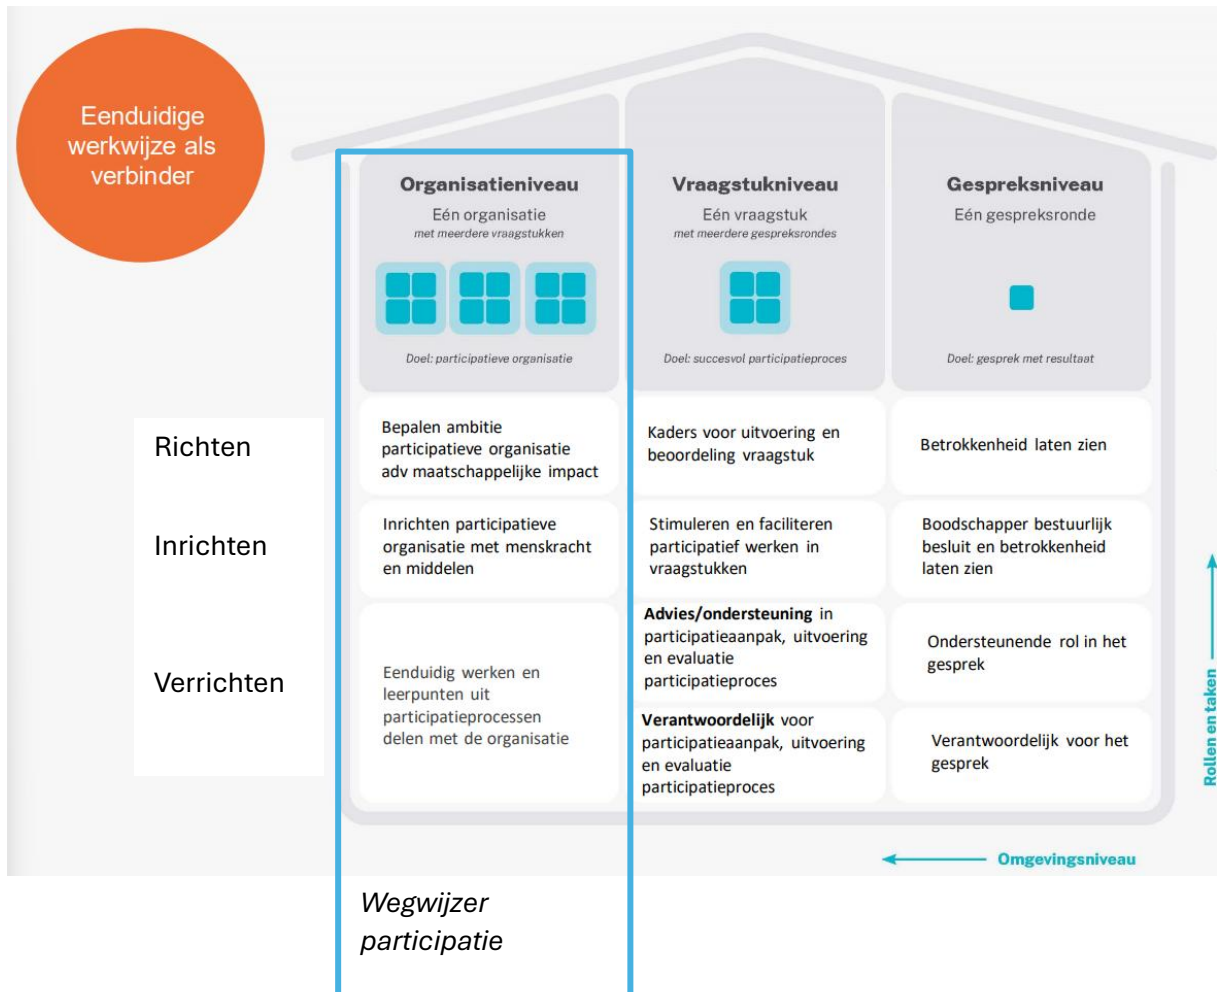 Eenduidige
werkwijze als
verbinder
Organisatieniveau
Eén organisatie
met meerdere vraagstukken
Doel: participatieve organisatie
Vraagstukniveau
Eén vraagstuk
met meerdere gespreksrondes
Doel: succesvol participatieproces
Gespreksniveau
Eén gespreksronde
Doel: gesprek met resultaat
Richten
Bepalen ambitie
participatieve organisatie
adv maatschappelijke impact
Kaders voor uitvoering en
beoordeling vraagstuk
Betrokkenheid laten zien
Inrichten
Inrichten participatieve
organisatie met menskracht
en middelen
Stimuleren en faciliteren
participatief werken in
vraagstukken
Boodschapper bestuurlijk
besluit en betrokkenheid
laten zien
Verrichten
Eenduidig werken en
leerpunten uit
participatieprocessen
delen met de organisatie
Advies/ondersteuning in
participatieaanpak, uitvoering
en evaluatie
participatieproces
Ondersteunende rol in het
gesprek
Verantwoordelijk voor
participatieaanpak, uitvoering
en evaluatie
participatieproces
Verantwoordelijk voor het
gesprek
Rollen en taken
Omgevingsniveau
Wegwijzer
participatie